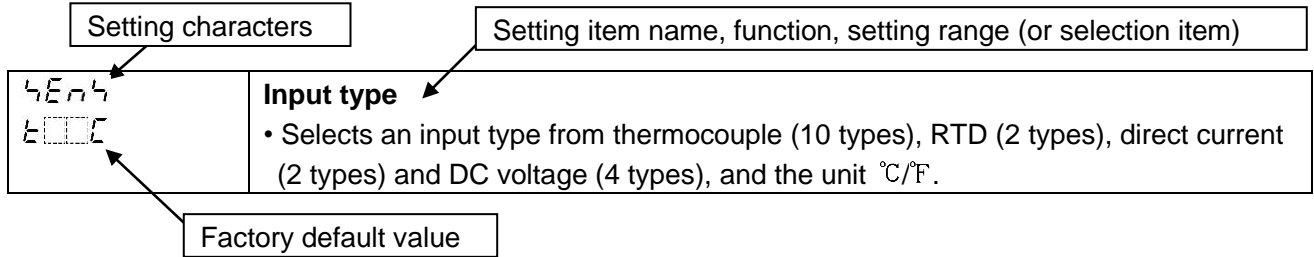 Setting characters
Setting item name, function, setting range (or selection item)
SEnS
K□□C
Input type
• Selects an input type from thermocouple (10 types), RTD (2 types), direct current
(2 types) and DC voltage (4 types), and the unit ℃/℉.
Factory default value